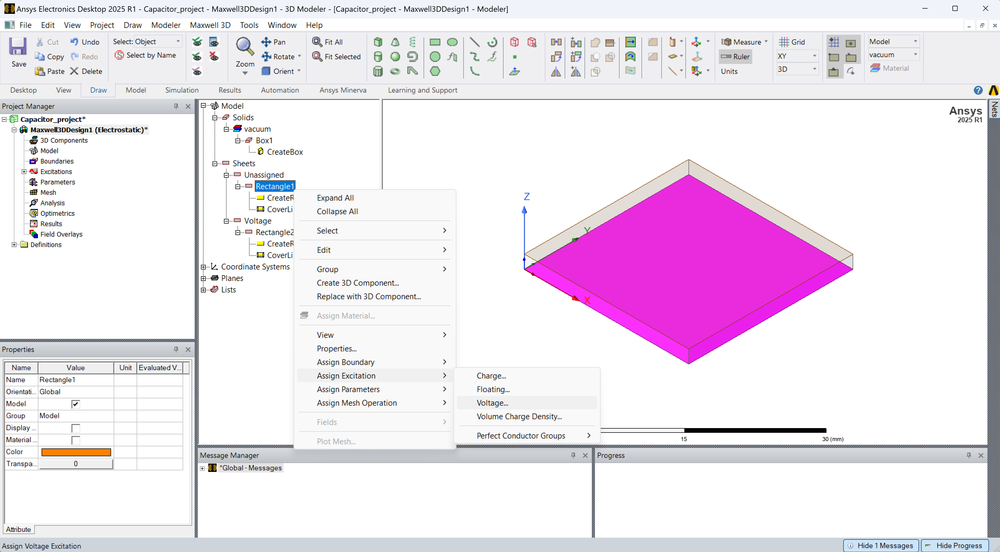 Ansys Electronics Desktop 2025 R1 - Capacitor_project - Maxwell3DDesign1 - 3D Modeler - [Capacitor_project - Maxwell3DDesign1 - Modeler]
File Edit View Project Draw Modeler Maxwell 3D Tools Window Help
Save
Cut
Copy
Paste
Undo
Redo
Delete
Select: Object
Select by Name
Zoom
Pan
Rotate
Orient
Fit All
Fit Selected
Measure
Ruler
Units
Grid
XY
3D
Model
vacuum
Material
Desktop View Draw Model Simulation Results Automation Ansys Minerva Learning and Support
Project Manager
Capacitor_project*
Maxwell3DDesign1 (Electrostatic)*
3D Components
Model
Boundaries
Excitations
Parameters
Mesh
Analysis
Optimetrics
Results
Field Overlays
Definitions
Model
Solids
vacuum
Box1
CreateBox
Sheets
Unassigned
Rectangle1
CreateR
CoverLi
Voltage
Rectangle2
CreateR
CoverLi
Coordinate Systems
Planes
Lists
Expand All
Collapse All
Select
Edit
Group
Create 3D Component...
Replace with 3D Component...
Assign Material...
View
Properties...
Assign Boundary
Assign Excitation
Assign Parameters
Assign Mesh Operation
Fields
Plot Mesh...
Charge...
Floating...
Voltage...
Volume Charge Density...
Perfect Conductor Groups
Ansys
2025 R1
Nets
Z
Y
X
15
30 (mm)
Properties
Name Value Unit Evaluated V...
Name Rectangle1
Orientati... Global
Model
Group Model
Display ...
Material ...
Color
Transpa... 0
Attribute
Message Manager
*Global - Messages
Progress
Assign Voltage Excitation
Hide 1 Messages
Hide Progress